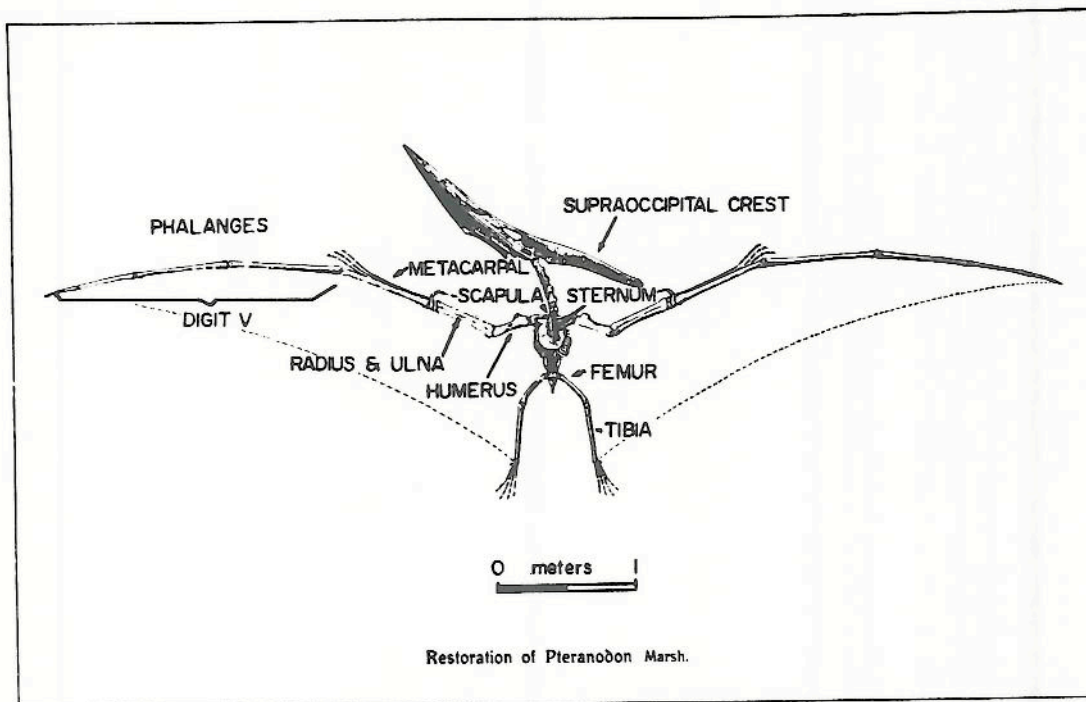 SUPRAOCCIPITAL CREST
PHALANGES
METACARPAL
SCAPULA
STERNUM
DIGIT V
RADIUS & ULNA
HUMERUS
FEMUR
TIBIA
0 meters 1
Restoration of Pteranodon Marsh.